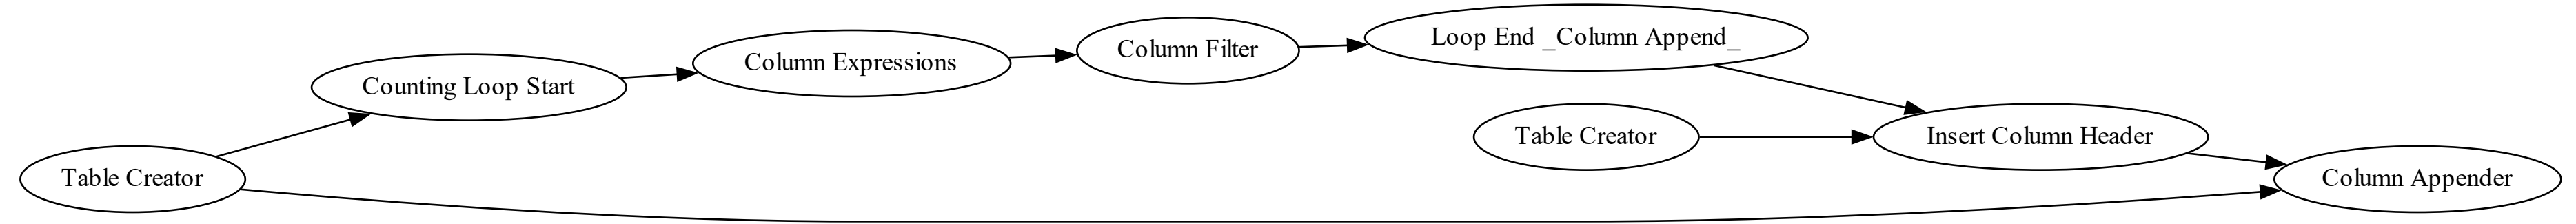 Table Creator
Counting Loop Start
Column Expressions
Column Filter
Loop End _Column Append_
Table Creator
Insert Column Header
Column Appender